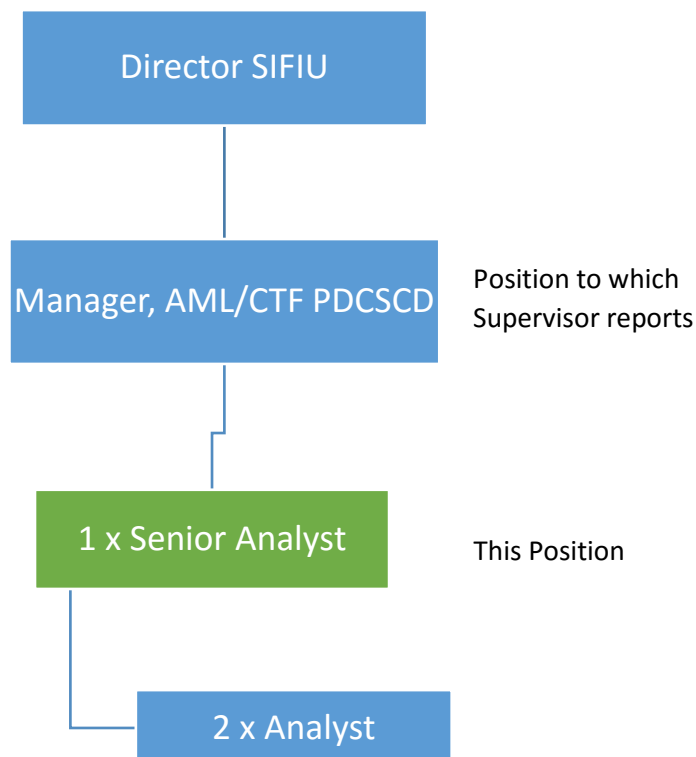 Director SIFIU
Manager, AML/CTF PDCSCD
Position to which
Supervisor reports
1 x Senior Analyst
This Position
2 x Analyst